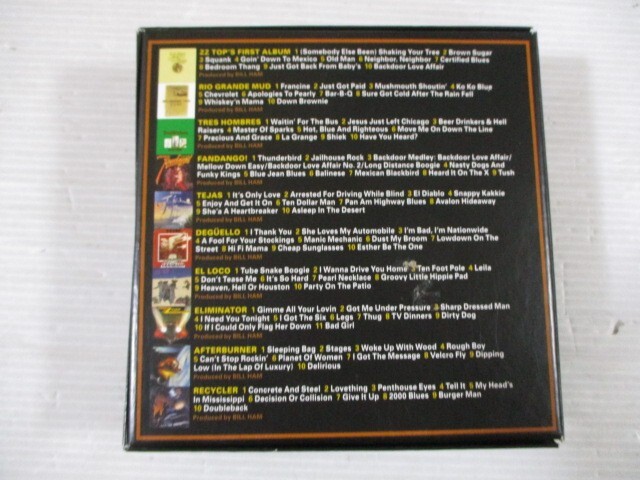 ZZ TOP'S FIRST ALBUM 1 (Somebody Else Been) Shaking Your Tree 2 Brown Sugar
3 Squank 4 Goin' Down To Mexico 5 Old Man 6 Neighbor, Neighbor 7 Certified Blues
8 Bedroom Thang 9 Just Got Back From Baby's 10 Backdoor Love Affair
Produced by BILL HAM
RIO GRANDE MUD 1 Francine 2 Just Got Paid 3 Mushmouth Shoutin' 4 Ko Ko Blue
5 Chevrolet 6 Apologies To Pearly 7 Bar-B-Q 8 Sure Got Cold After The Rain Fell
9 Whiskey'n Mama 10 Down Brownie
Produced by BILL HAM
TRES HOMBRES 1 Waitin' For The Bus 2 Jesus Just Left Chicago 3 Beer Drinkers & Hell
Raisers 4 Master Of Sparks 5 Hot, Blue And Righteous 6 Move Me On Down The Line
7 Precious And Grace 8 La Grange 9 Shiek 10 Have You Heard?
Produced by BILL HAM
FANDANGO! 1 Thunderbird 2 Jailhouse Rock 3 Backdoor Medley: Backdoor Love Affair/
Mellow Down Easy/Backdoor Love Affair No. 2/Long Distance Boogie 4 Nasty Dogs And
Funky Kings 5 Blue Jean Blues 6 Balinese 7 Mexican Blackbird 8 Heard It On The X 9 Tush
Produced by BILL HAM
TEJAS 1 It's Only Love 2 Arrested For Driving While Blind 3 El Diablo 4 Snappy Kakkie
5 Enjoy And Get It On 6 Ten Dollar Man 7 Pan Am Highway Blues 8 Avalon Hideaway
9 She'a A Heartbreaker 10 Asleep In The Desert
Produced by BILL HAM
DEGÜELLO 1 I Thank You 2 She Loves My Automobile 3 I'm Bad, I'm Nationwide
4 A Fool For Your Stockings 5 Manic Mechanic 6 Dust My Broom 7 Lowdown On The
Street 8 Hi Fi Mama 9 Cheap Sunglasses 10 Esther Be The One
Produced by BILL HAM
EL LOCO 1 Tube Snake Boogie 2 I Wanna Drive You Home 3 Ten Foot Pole 4 Leila
5 Don't Tease Me 6 It's So Hard 7 Pearl Necklace 8 Groovy Little Hippie Pad
9 Heaven, Hell Or Houston 10 Party On The Patio
Produced by BILL HAM
ELIMINATOR 1 Gimme All Your Lovin 2 Got Me Under Pressure 3 Sharp Dressed Man
4 I Need You Tonight 5 I Got The Six 6 Legs 7 Thug 8 TV Dinners 9 Dirty Dog
10 If I Could Only Flag Her Down 11 Bad Girl
Produced by BILL HAM
AFTERBURNER 1 Sleeping Bag 2 Stages 3 Woke Up With Wood 4 Rough Boy
5 Can't Stop Rockin' 6 Planet Of Women 7 I Got The Message 8 Velcro Fly 9 Dipping
Low (In The Lap Of Luxury) 10 Delirious
Produced by BILL HAM
RECYCLER 1 Concrete And Steel 2 Lovething 3 Penthouse Eyes 4 Tell It 5 My Head's
In Mississippi 6 Decision Or Collision 7 Give It Up 8 2000 Blues 9 Burger Man
10 Doubleback
Produced by BILL HAM